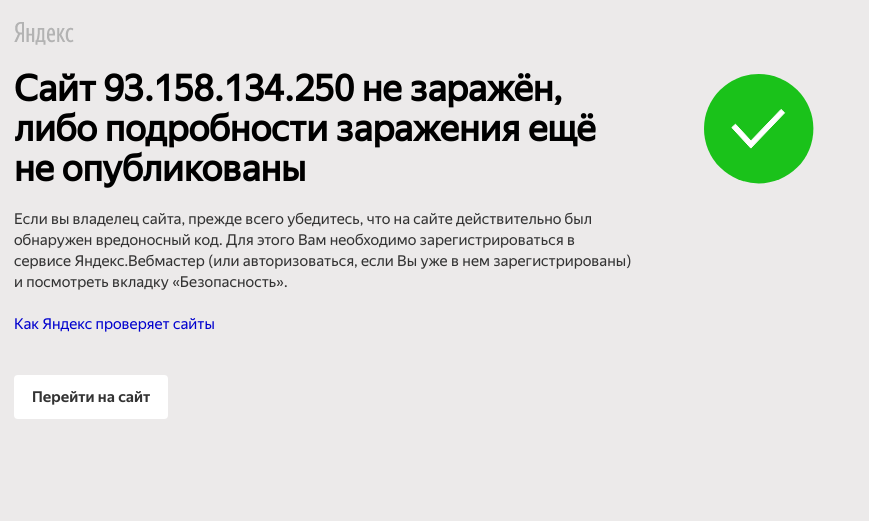 Яндекс
Сайт 93.158.134.250 не заражён,
либо подробности заражения ещё
не опубликованы
Если вы владелец сайта, прежде всего убедитесь, что на сайте действительно был
обнаружен вредоносный код. Для этого Вам необходимо зарегистрироваться в
сервисе Яндекс.Вебмастер (или авторизоваться, если Вы уже в нем зарегистрированы)
и посмотреть вкладку «Безопасность».
Как Яндекс проверяет сайты
Перейти на сайт